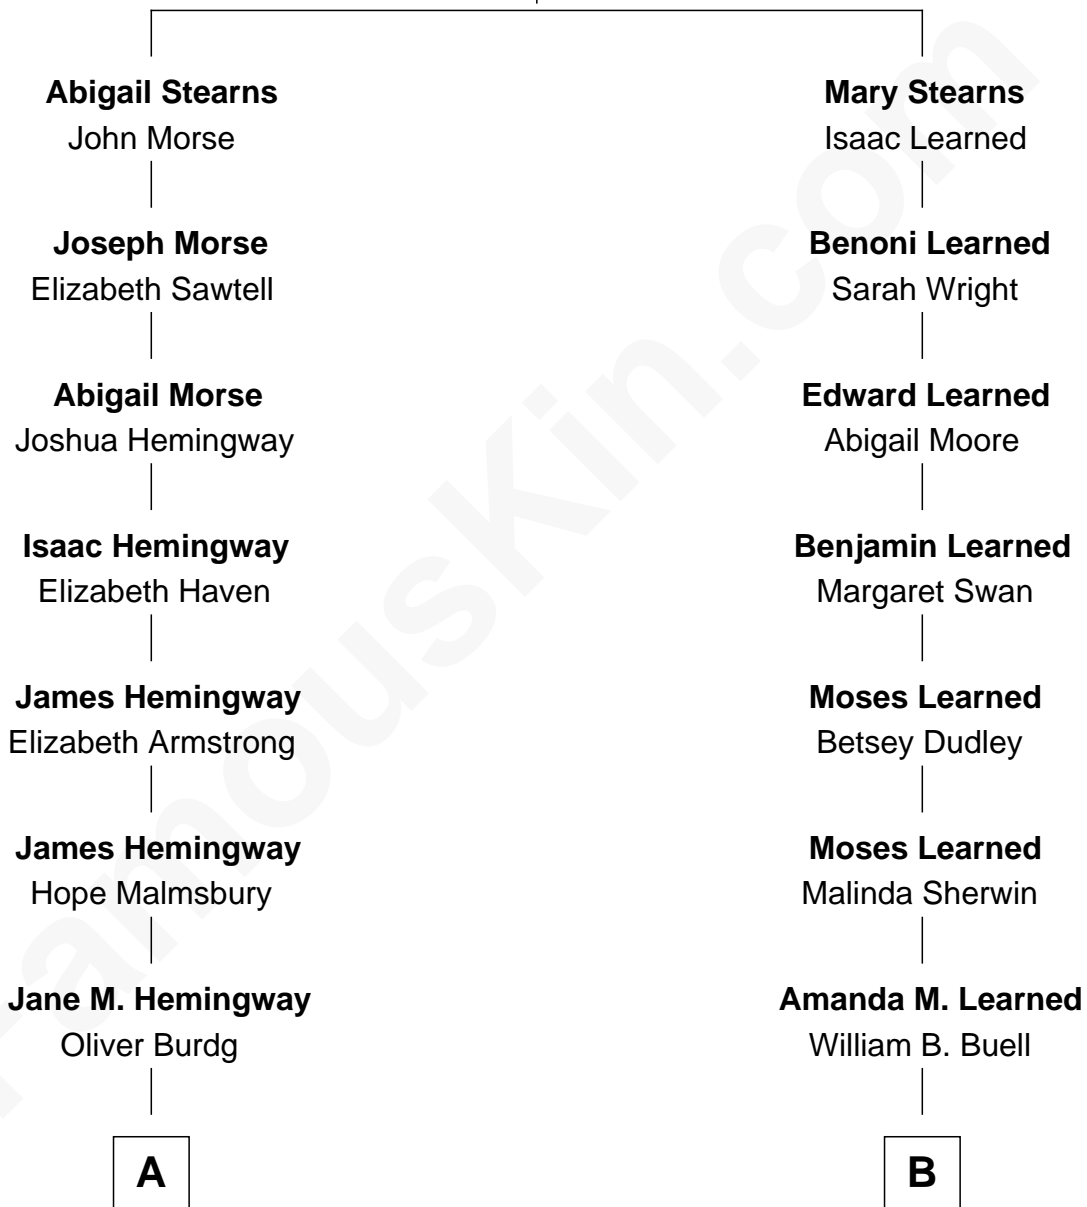 Abigail Stearns
John Morse
Joseph Morse
Elizabeth Sawtell
Abigail Morse
Joshua Hemingway
Isaac Hemingway
Elizabeth Haven
James Hemingway
Elizabeth Armstrong
James Hemingway
Hope Malmsbury
Jane M. Hemingway
Oliver Burdg
A
Mary Stearns
Isaac Learned
Benoni Learned
Sarah Wright
Edward Learned
Abigail Moore
Benjamin Learned
Margaret Swan
Moses Learned
Betsey Dudley
Moses Learned
Malinda Sherwin
Amanda M. Learned
William B. Buell
B
FamousKin.com